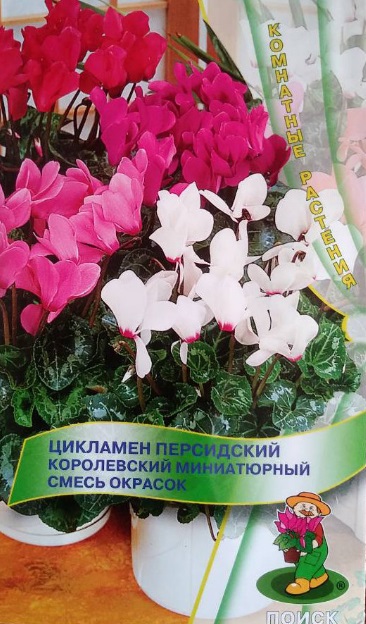 КОМНАТНЫЕ РАСТЕНИЯ
ЦИКЛАМЕН ПЕРСИДСКИЙ
КОРОЛЕВСКИЙ МИНИАТЮРНЫЙ
СМЕСЬ ОКРАСОК
®
ПОИСК